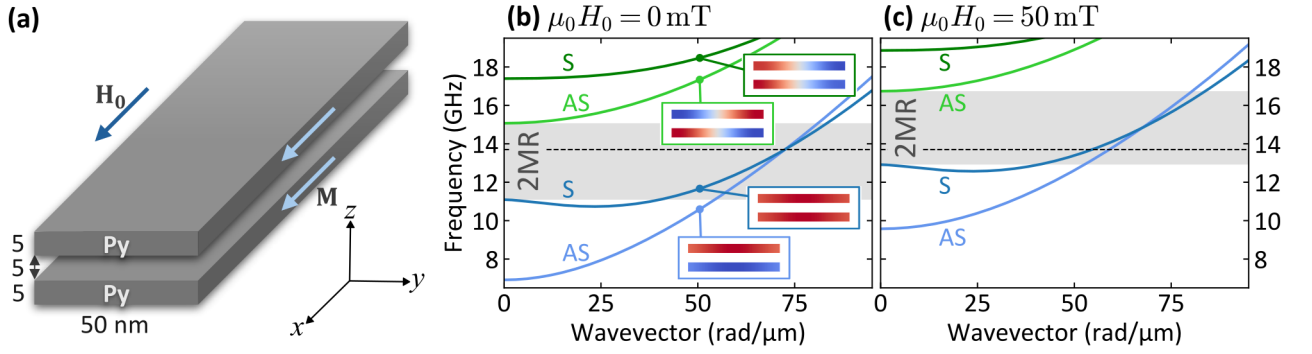 (a)
H₀
M
Py
Py
5
5
5
50 nm
z
y
x
(b) μ₀H₀ = 0 mT
Frequency (GHz)
18
16
14
12
10
8
2MR
S
AS
S
AS
0
25
50
75
Wavevector (rad/μm)
(c) μ₀H₀ = 50 mT
2MR
S
AS
S
AS
18
16
14
12
10
8
0
25
50
75
Wavevector (rad/μm)